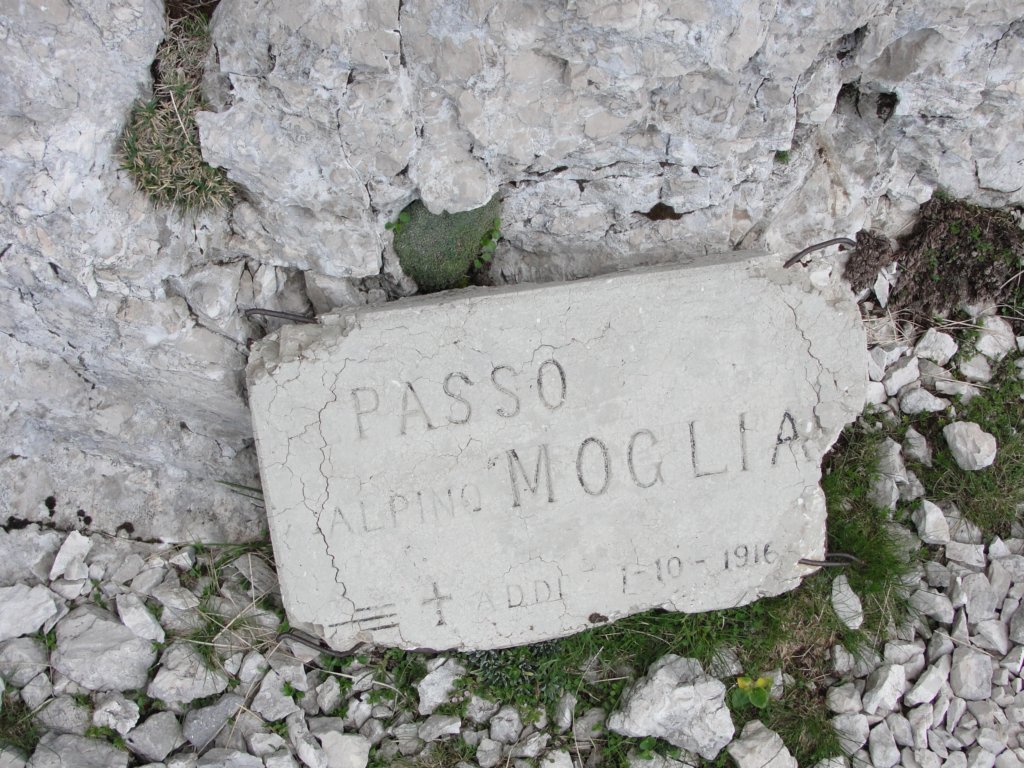 PASSO
ALPINO MOGLIA
= + ADDI 1-10-1916